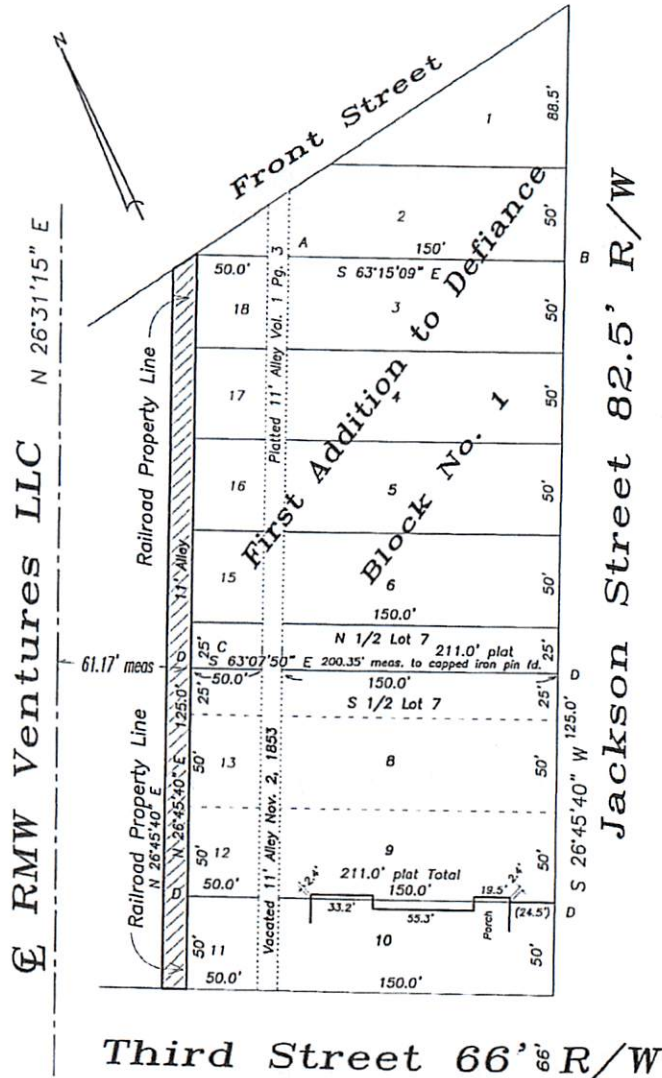 N
Front Street
1
88.5'
2
150'
50'
A
B
50.0'
S 63°15'09" E
18
3
50'
17
4
50'
16
5
50'
15
6
50'
150.0'
First Addition to Defiance
Block No. 1
Platted 11' Alley Vol. 1 Pg. 3
Railroad Property Line
11' Alley
N 26°31'15" E
℄ RMW Ventures LLC
Jackson Street 82.5' R/W
N 1/2 Lot 7
211.0' plat
25'
C
25'
61.17' meas
D
S 63°07'50" E 200.35' meas. to capped iron pin fd.
D
50.0'
150.0'
25'
25'
S 1/2 Lot 7
125.0'
125.0'
50'
13
8
50'
Railroad Property Line
N 26°45'40" E
N 26°45'40" E
Vacated 11' Alley Nov. 2, 1853
S 26°45'40" W
50'
12
9
50'
211.0' plat Total
D
50.0'
150.0'
D
2.4'
19.5'
2.4'
33.2'
55.3'
Porch
(24.5')
50'
11
10
50'
50.0'
150.0'
Third Street 66' R/W
66'